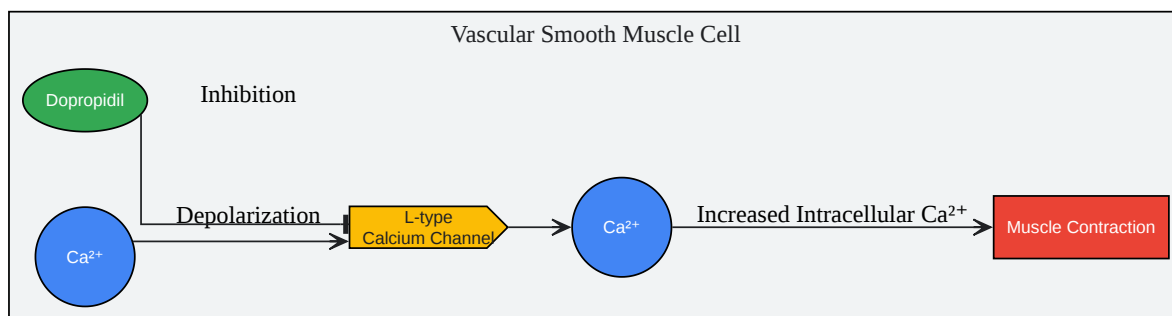 Vascular Smooth Muscle Cell
Dopropidil
Inhibition
Depolarization
L-type
Calcium Channel
Ca²⁺
Ca²⁺
Increased Intracellular Ca²⁺
Muscle Contraction